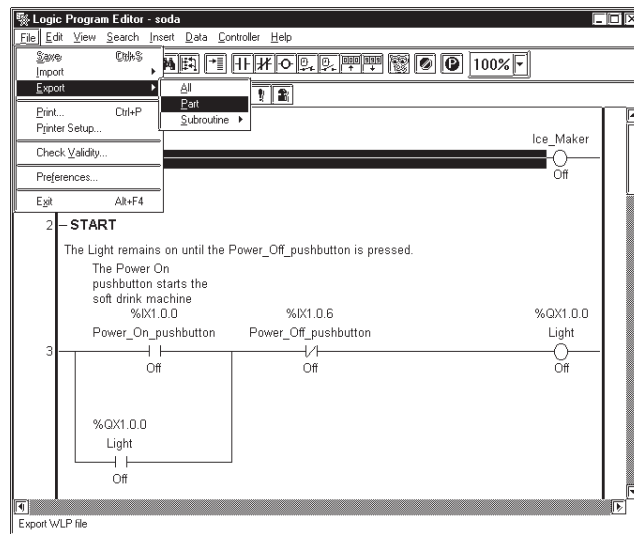 Logic Program Editor - soda
File Edit View Search Insert Data Controller Help
Save Ctrl+S
Import
Export
Print... Ctrl+P
Printer Setup...
Check Validity...
Preferences...
Exit Alt+F4
All
Part
Subroutine
100%
Ice_Maker
Off
2 START
The Light remains on until the Power_Off_pushbutton is pressed.
The Power On
pushbutton starts the
soft drink machine
%IX1.0.0 %IX1.0.6 %QX1.0.0
Power_On_pushbutton Power_Off_pushbutton Light
3
Off Off Off
%QX1.0.0
Light
Off
Export WLP file